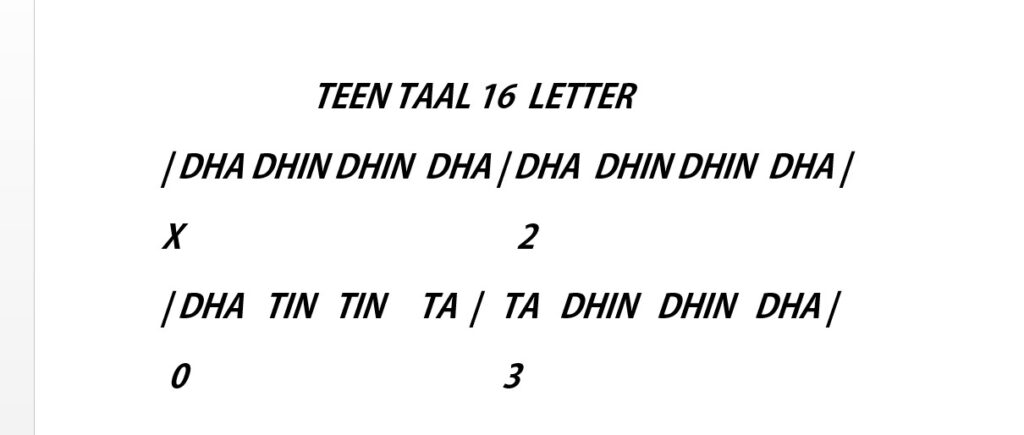 TEEN TAAL 16 LETTER
| DHA DHIN DHIN DHA | DHA DHIN DHIN DHA |
X 2
| DHA TIN TIN TA | TA DHIN DHIN DHA |
0 3